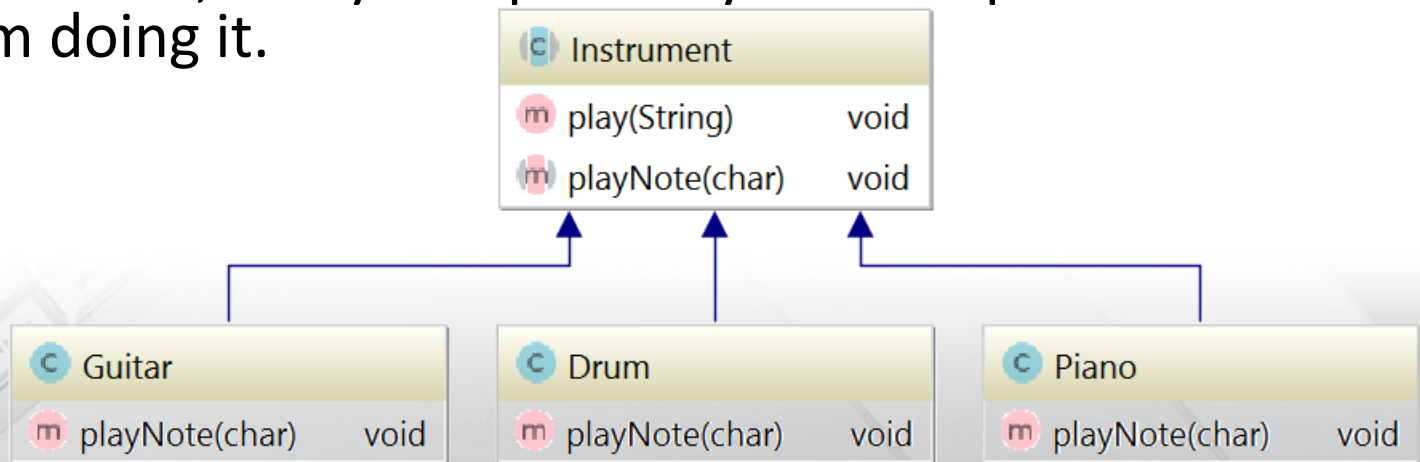 m doing it.
C Instrument
m play(String) void
m playNote(char) void
C Guitar
C Drum
C Piano
m playNote(char) void
m playNote(char) void
m playNote(char) void